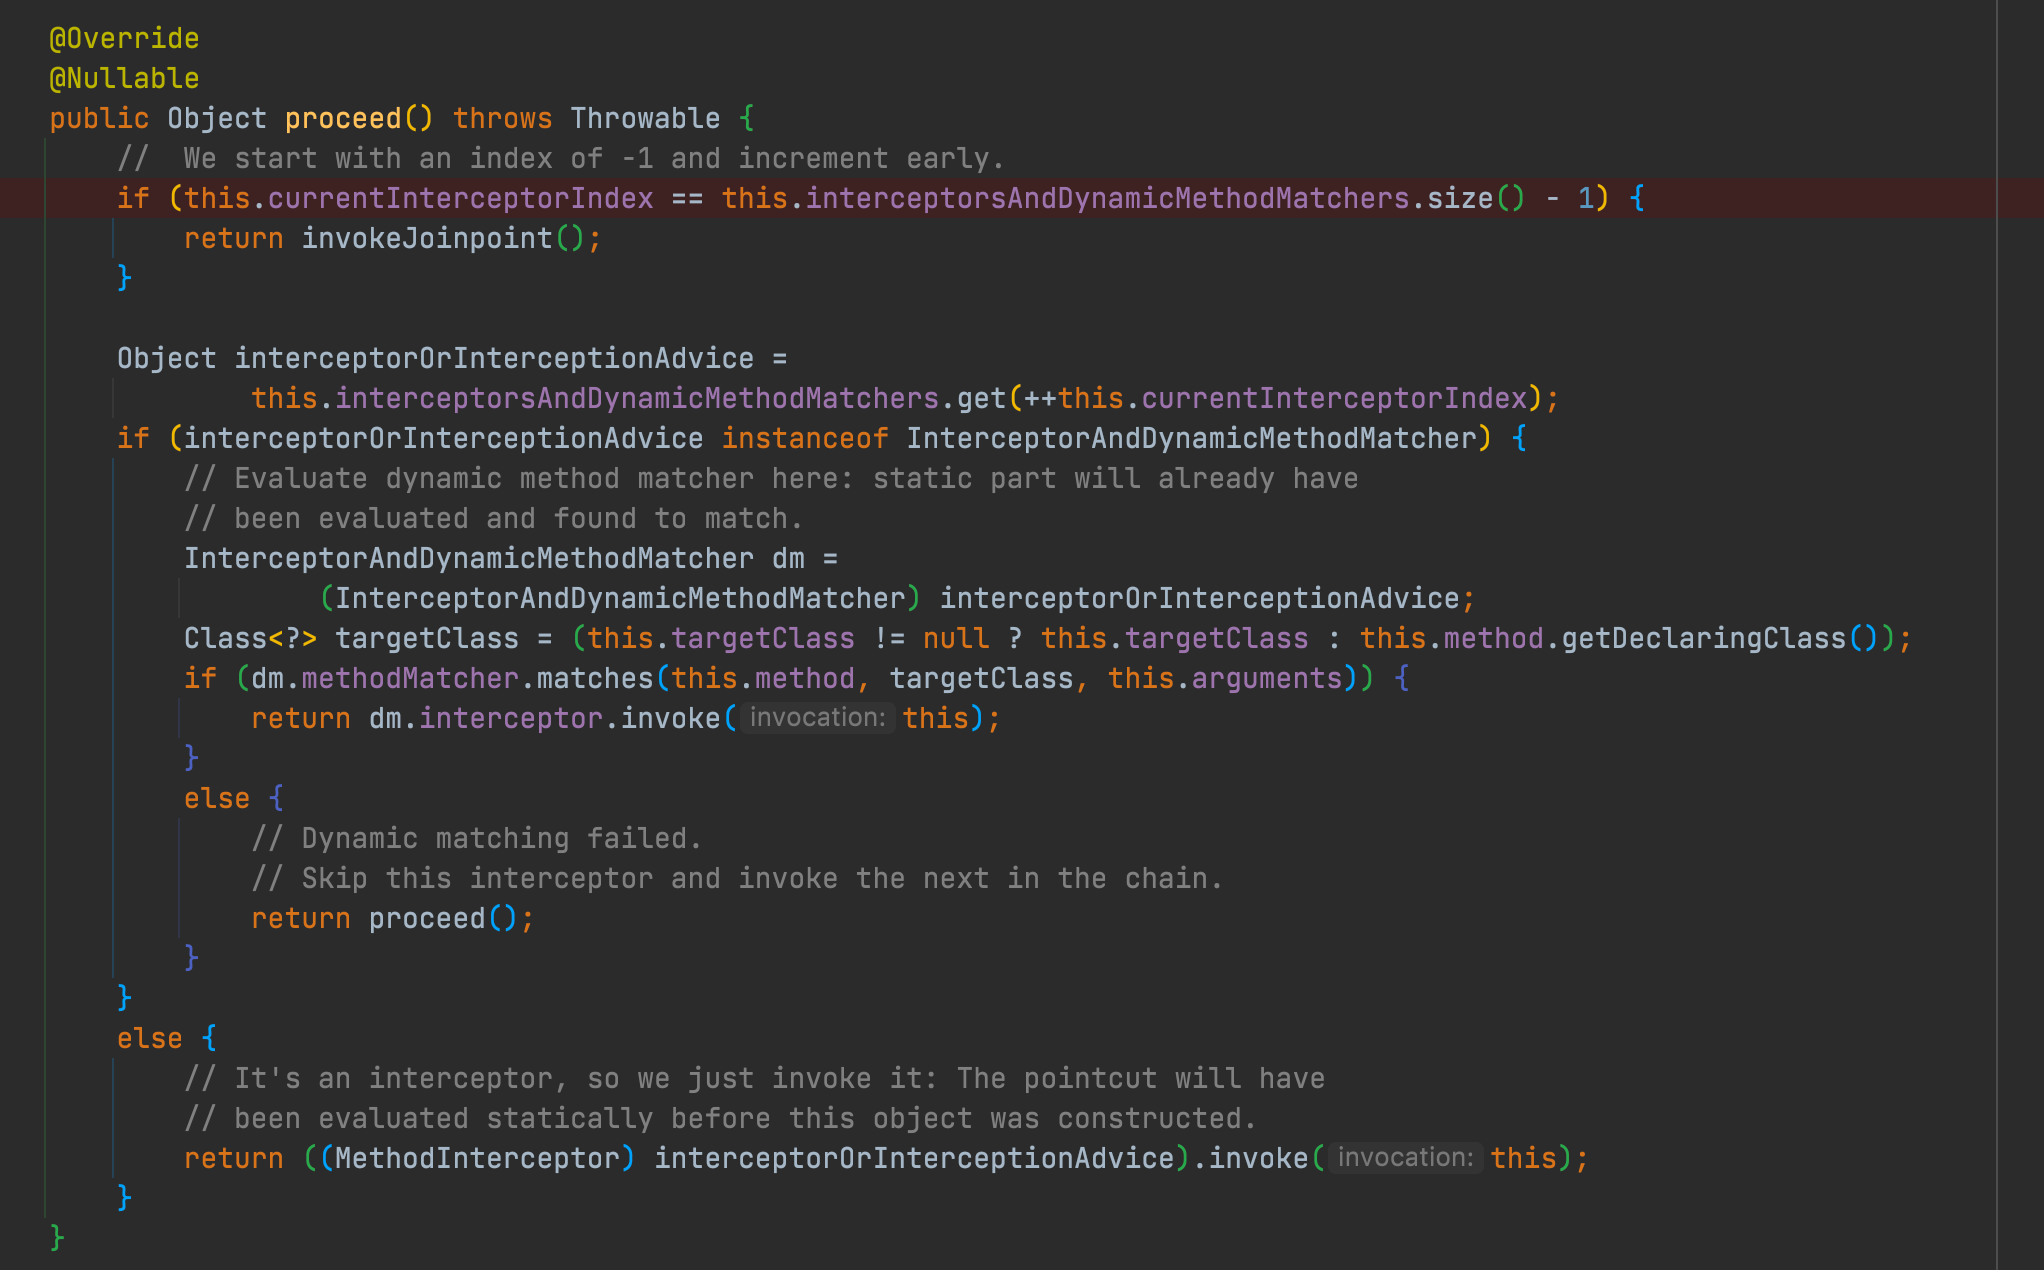 @Override
@Nullable
public Object proceed() throws Throwable {
    //  We start with an index of -1 and increment early.
    if (this.currentInterceptorIndex == this.interceptorsAndDynamicMethodMatchers.size() - 1) {
        return invokeJoinpoint();
    }

    Object interceptorOrInterceptionAdvice =
            this.interceptorsAndDynamicMethodMatchers.get(++this.currentInterceptorIndex);
    if (interceptorOrInterceptionAdvice instanceof InterceptorAndDynamicMethodMatcher) {
        // Evaluate dynamic method matcher here: static part will already have
        // been evaluated and found to match.
        InterceptorAndDynamicMethodMatcher dm =
                (InterceptorAndDynamicMethodMatcher) interceptorOrInterceptionAdvice;
        Class<?> targetClass = (this.targetClass != null ? this.targetClass : this.method.getDeclaringClass());
        if (dm.methodMatcher.matches(this.method, targetClass, this.arguments)) {
            return dm.interceptor.invoke( invocation: this);
        }
        else {
            // Dynamic matching failed.
            // Skip this interceptor and invoke the next in the chain.
            return proceed();
        }
    }
    else {
        // It's an interceptor, so we just invoke it: The pointcut will have
        // been evaluated statically before this object was constructed.
        return ((MethodInterceptor) interceptorOrInterceptionAdvice).invoke( invocation: this);
    }
}